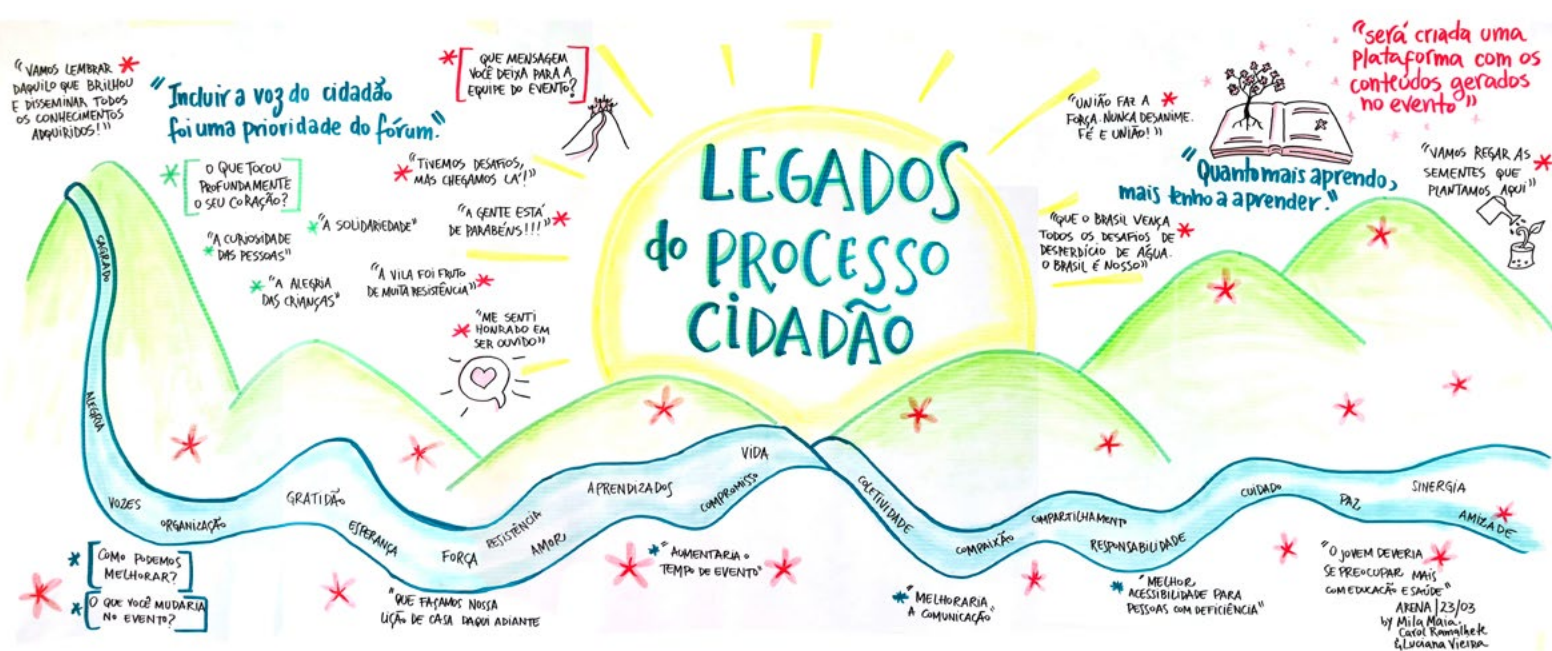 "VAMOS LEMBRAR
DAQUILO QUE BRILHOU
E DISSEMINAR TODOS
OS CONHECIMENTOS
ADQUIRIDOS!"
"Incluir a voz do cidadão
foi uma prioridade do fórum."
QUE MENSAGEM
VOCÊ DEIXA PARA A
EQUIPE DO EVENTO?
O QUE TOCOU
PROFUNDAMENTE
O SEU CORAÇÃO?
"TIVEMOS DESAFIOS,
MAS CHEGAMOS LÁ!"
"A SOLIDARIEDADE"
"A GENTE ESTÁ
DE PARABÉNS!!!"
"A CURIOSIDADE
DAS PESSOAS"
"A ALEGRIA
DAS CRIANÇAS"
"A VILA FOI FRUTO
DE MUITA RESISTÊNCIA"
"ME SENTI
HONRADO EM
SER OUVIDO"
LEGADOS
do PROCESSO
CIDADÃO
"UNIÃO FAZ A
FORÇA. NUNCA DESANIME.
FÉ E UNIÃO!"
"será criada uma
Plataforma com os
conteúdos gerados
no evento"
"Quanto mais aprendo,
mais tenho a aprender."
"VAMOS REGAR AS
SEMENTES QUE
PLANTAMOS AQUI"
"QUE O BRASIL VENÇA
TODOS OS DESAFIOS DE
DESPERDÍCIO DE ÁGUA.
O BRASIL É NOSSO"
SAGRADO
ALEGRIA
VOZES
ORGANIZAÇÃO
GRATIDÃO
ESPERANÇA
FORÇA
RESISTÊNCIA
AMOR
APRENDIZADOS
COMPROMISSO
VIDA
COLETIVIDADE
COMPAIXÃO
COMPARTILHAMENTO
RESPONSABILIDADE
CUIDADO
PAZ
SINERGIA
AMIZADE
COMO PODEMOS
MELHORAR?
O QUE VOCÊ MUDARIA
NO EVENTO?
"QUE FAÇAMOS NOSSA
LIÇÃO DE CASA DAQUI ADIANTE
"AUMENTARIA O
TEMPO DE EVENTO"
"MELHORARIA
A COMUNICAÇÃO"
"MELHOR
ACESSIBILIDADE PARA
PESSOAS COM DEFICIÊNCIA"
"O JOVEM DEVERIA
SE PREOCUPAR MAIS
COM EDUCAÇÃO E SAÚDE"
ARENA | 23/03
by Mila Maia,
Carol Ramalhete
& Luciana Vieira